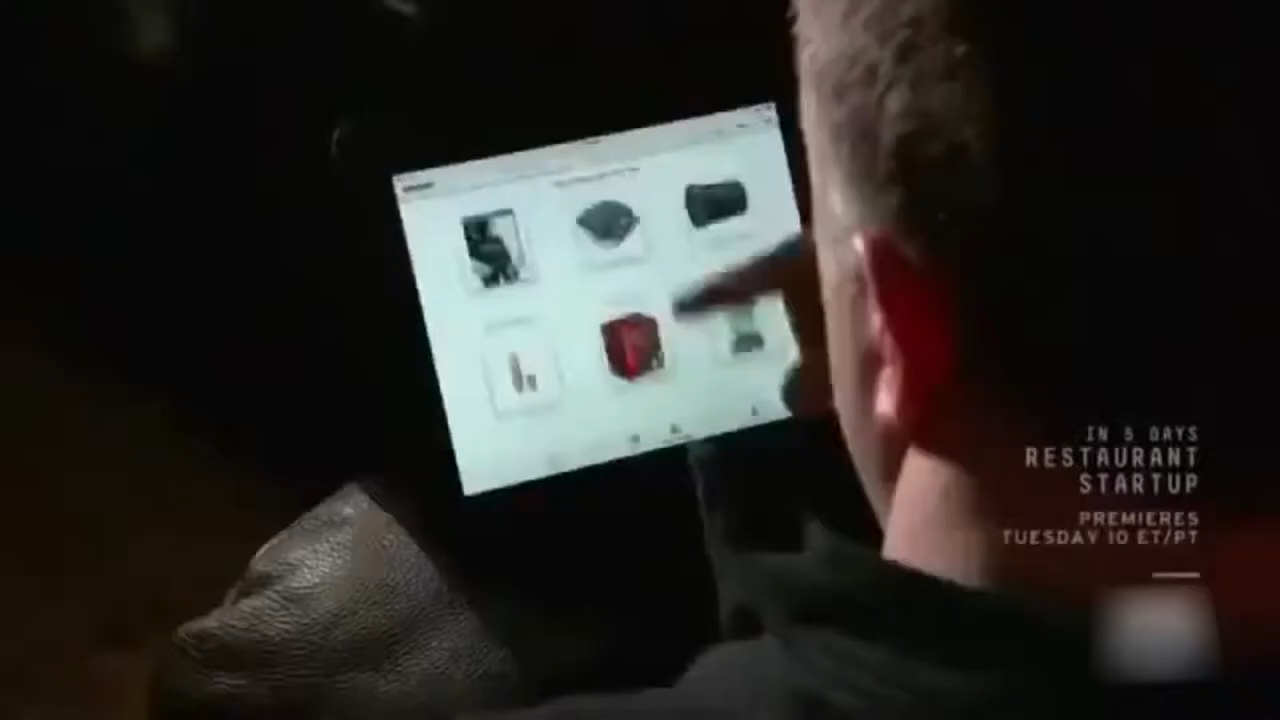 IN 5 DAYS
RESTAURANT
STARTUP
PREMIERES
TUESDAY 10 ET/PT